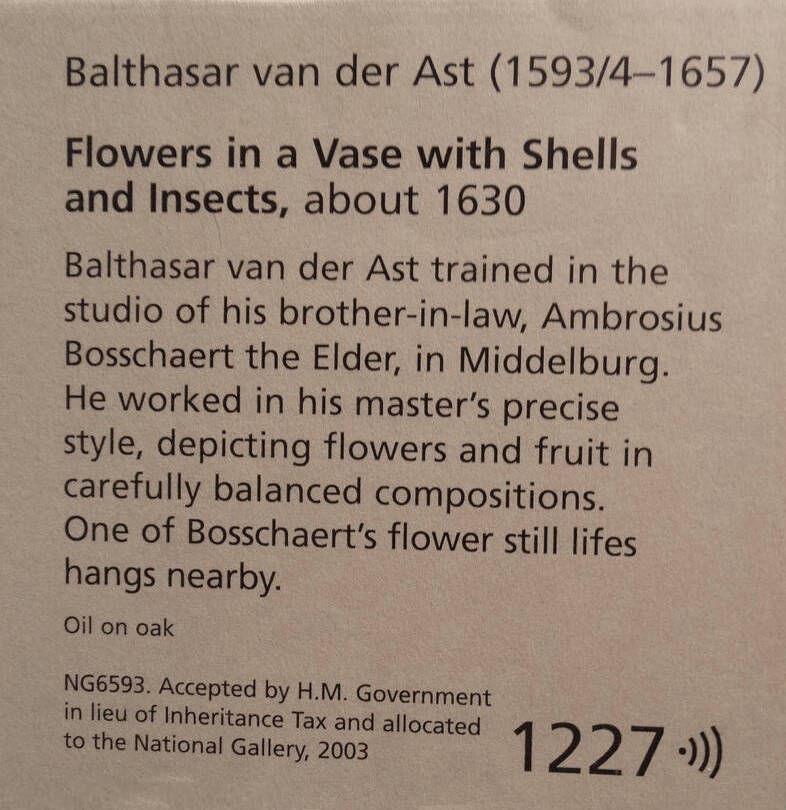 Balthasar van der Ast (1593/4–1657)
Flowers in a Vase with Shells
and Insects, about 1630
Balthasar van der Ast trained in the
studio of his brother-in-law, Ambrosius
Bosschaert the Elder, in Middelburg.
He worked in his master's precise
style, depicting flowers and fruit in
carefully balanced compositions.
One of Bosschaert's flower still lifes
hangs nearby.
Oil on oak
NG6593. Accepted by H.M. Government
in lieu of Inheritance Tax and allocated
to the National Gallery, 2003
1227